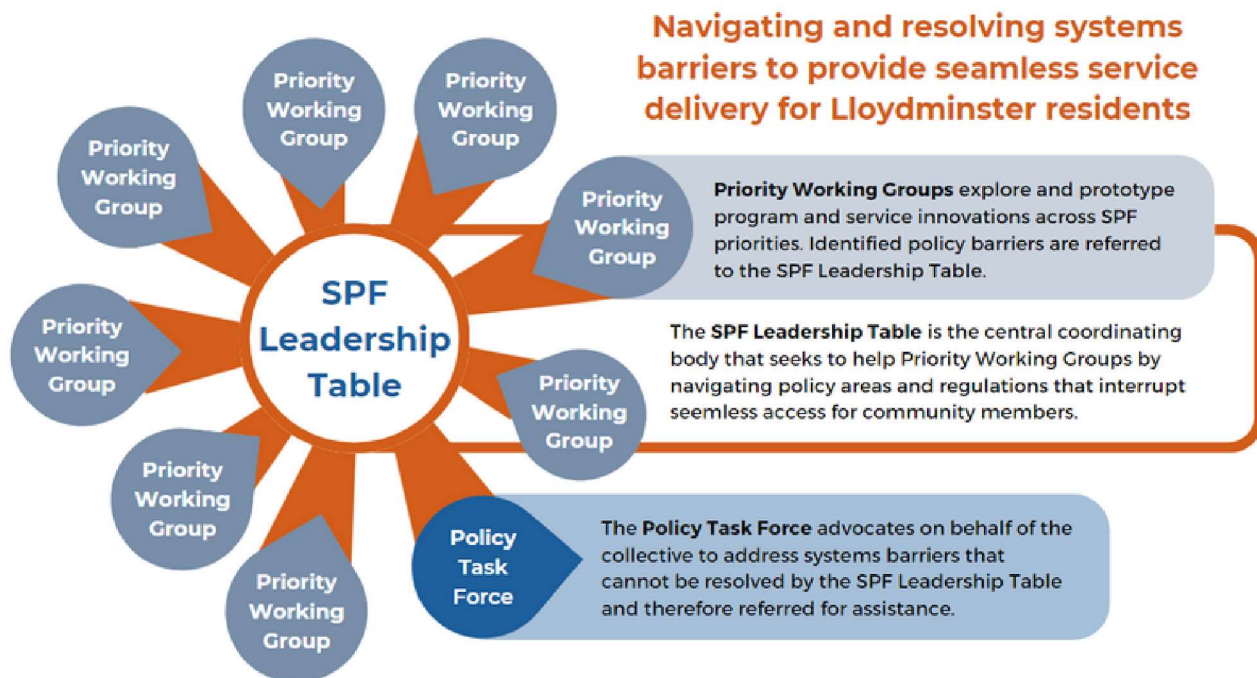 Navigating and resolving systems
barriers to provide seamless service
delivery for Lloydminster residents
Priority
Working
Group
Priority
Working
Group
Priority
Working
Group
Priority
Working
Group
Priority Working Groups explore and prototype
program and service innovations across SPF
priorities. Identified policy barriers are referred
to the SPF Leadership Table.
SPF
Leadership
Table
Priority
Working
Group
The SPF Leadership Table is the central coordinating
body that seeks to help Priority Working Groups by
navigating policy areas and regulations that interrupt
seemless access for community members.
Priority
Working
Group
Priority
Working
Group
Priority
Working
Group
Policy
Task
Force
The Policy Task Force advocates on behalf of the
collective to address systems barriers that
cannot be resolved by the SPF Leadership Table
and therefore referred for assistance.